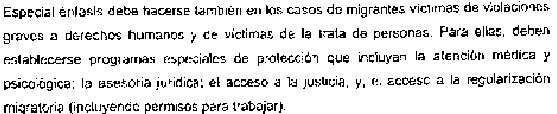 Especial énfasis debe hacerse también en los casos de migrantes víctimas de violaciones
graves a derechos humanos y de víctimas de la trata de personas. Para ellas, deben
establecerse programas especiales de protección que incluyan la atención médica y
psicológica; la asesoría jurídica; el acceso a la justicia, y, el acceso a la regularización
migratoria (incluyendo permisos para trabajar).